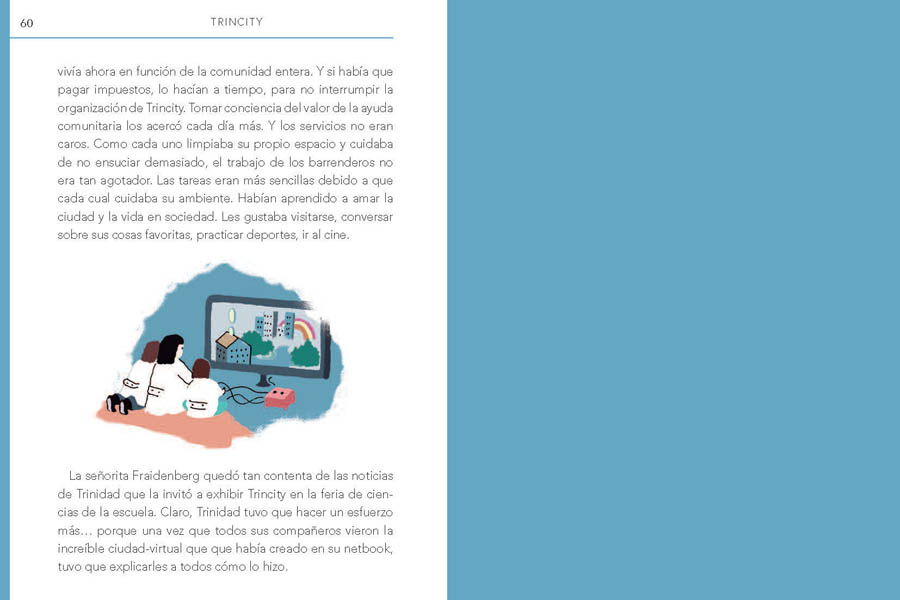 60
TRINCITY
vivía ahora en función de la comunidad entera. Y si había que
pagar impuestos, lo hacían a tiempo, para no interrumpir la
organización de Trincity. Tomar conciencia del valor de la ayuda
comunitaria los acercó cada día más. Y los servicios no eran
caros. Como cada uno limpiaba su propio espacio y cuidaba
de no ensuciar demasiado, el trabajo de los barrenderos no
era tan agotador. Las tareas eran más sencillas debido a que
cada cual cuidaba su ambiente. Habían aprendido a amar la
ciudad y la vida en sociedad. Les gustaba visitarse, conversar
sobre sus cosas favoritas, practicar deportes, ir al cine.
La señorita Fraidenberg quedó tan contenta de las noticias
de Trinidad que la invitó a exhibir Trincity en la feria de cien-
cias de la escuela. Claro, Trinidad tuvo que hacer un esfuerzo
más... porque una vez que todos sus compañeros vieron la
increíble ciudad-virtual que que había creado en su netbook,
tuvo que explicarles a todos cómo lo hizo.